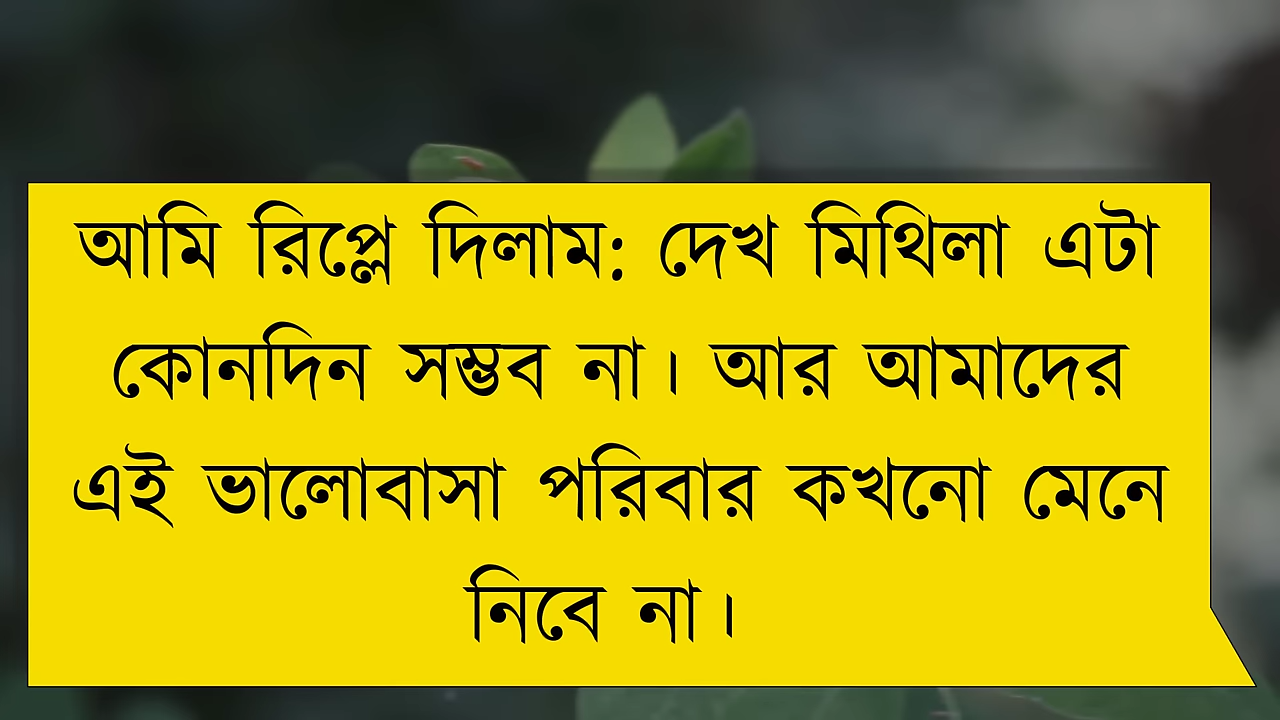 আমি রিপ্লে দিলাম: দেখ মিথিলা এটা
কোনদিন সম্ভব না। আর আমাদের
এই ভালোবাসা পরিবার কখনো মেনে
নিবে না।